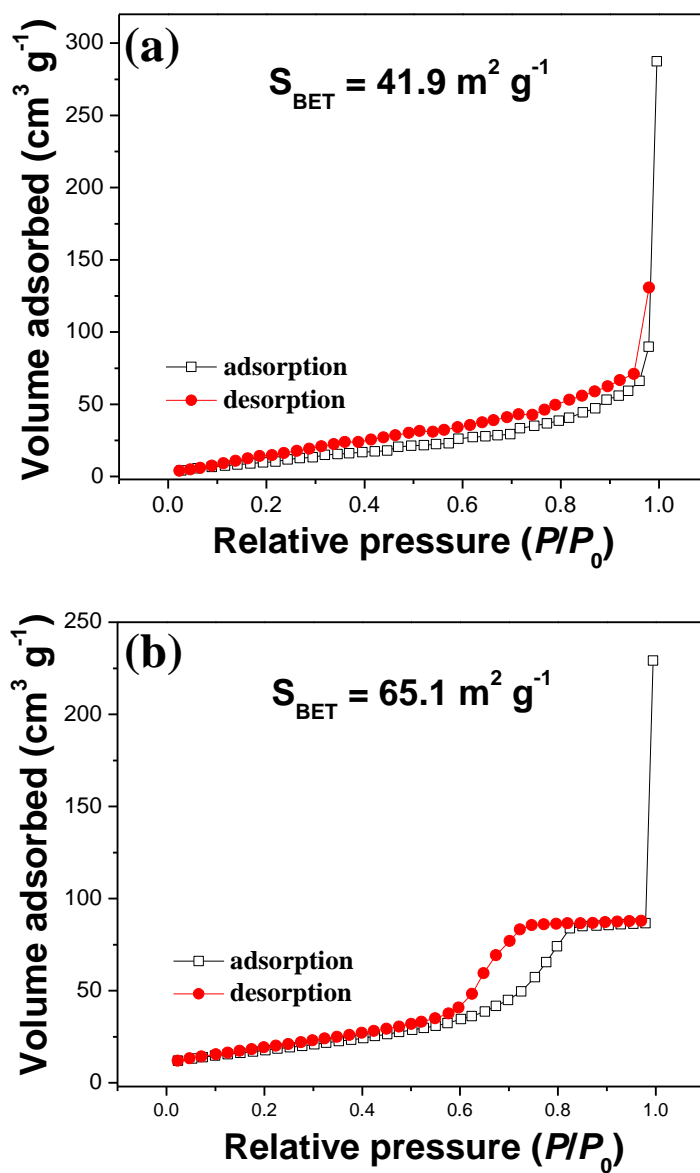 (a)
S_BET = 41.9 m² g⁻¹
Volume adsorbed (cm³ g⁻¹)
300
250
200
150
100
50
0
adsorption
desorption
0.0 0.2 0.4 0.6 0.8 1.0
Relative pressure (P/P₀)
(b)
S_BET = 65.1 m² g⁻¹
Volume adsorbed (cm³ g⁻¹)
250
200
150
100
50
0
adsorption
desorption
0.0 0.2 0.4 0.6 0.8 1.0
Relative pressure (P/P₀)